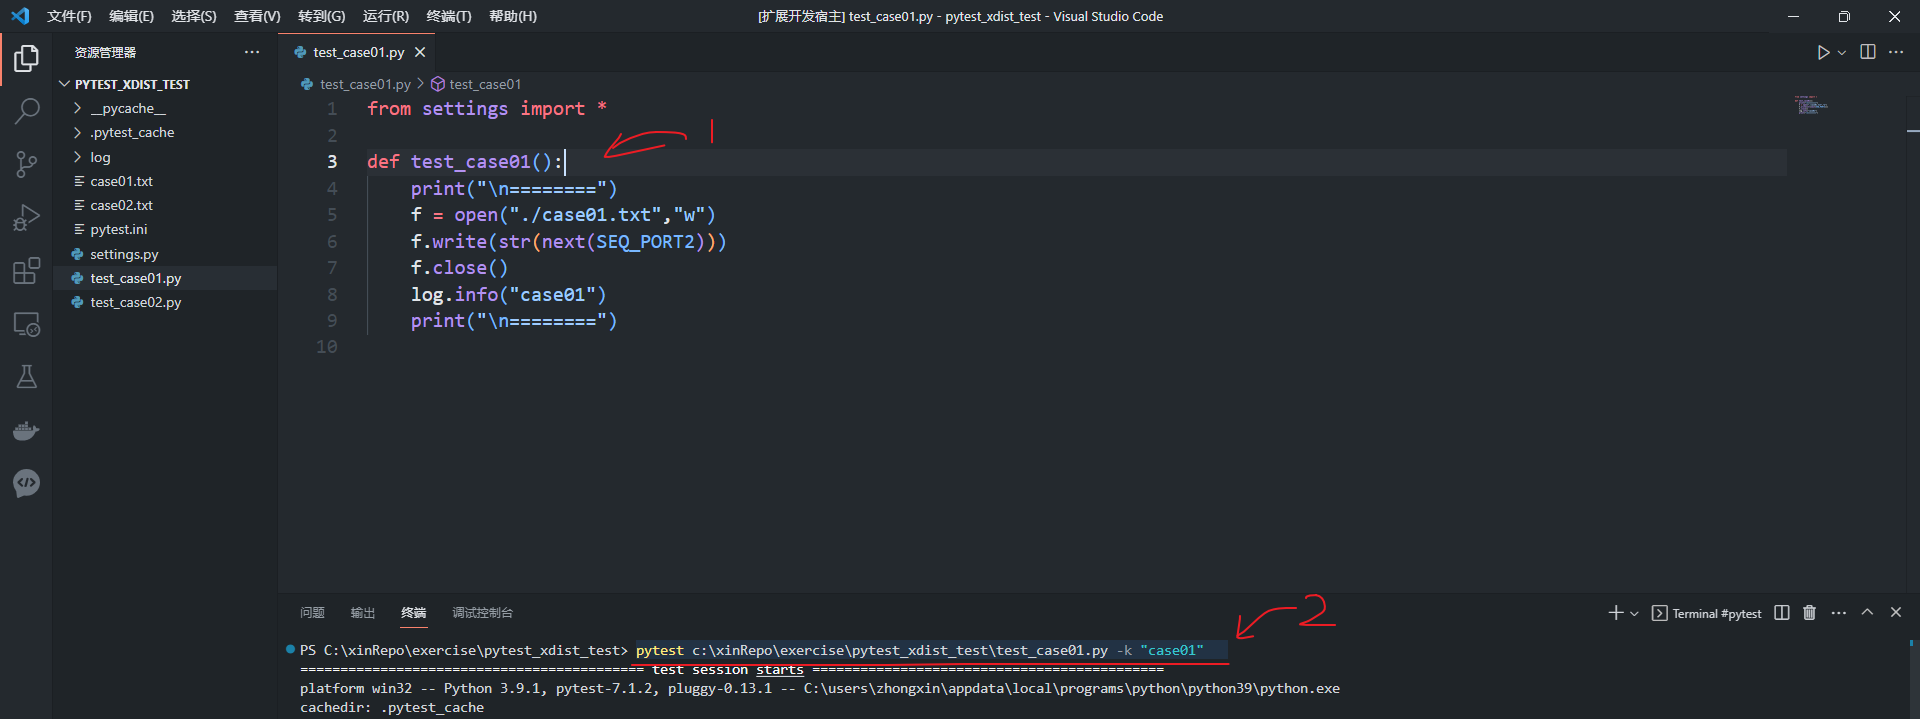 文件(F) 编辑(E) 选择(S) 查看(V) 转到(G) 运行(R) 终端(T) 帮助(H) [扩展开发宿主] test_case01.py - pytest_xdist_test - Visual Studio Code
资源管理器
PYTEST_XDIST_TEST
__pycache__
.pytest_cache
log
case01.txt
case02.txt
pytest.ini
settings.py
test_case01.py
test_case02.py
test_case01.py
test_case01.py > test_case01
1 from settings import *
2
3 def test_case01():
4 print("\n========")
5 f = open("./case01.txt","w")
6 f.write(str(next(SEQ_PORT2)))
7 f.close()
8 log.info("case01")
9 print("\n========")
10
1
问题 输出 终端 调试控制台 Terminal #pytest
2
PS C:\xinRepo\exercise\pytest_xdist_test> pytest c:\xinRepo\exercise\pytest_xdist_test\test_case01.py -k "case01"
=========================================== test session starts ============================================
platform win32 -- Python 3.9.1, pytest-7.1.2, pluggy-0.13.1 -- C:\users\zhongxin\appdata\local\programs\python\python39\python.exe
cachedir: .pytest_cache